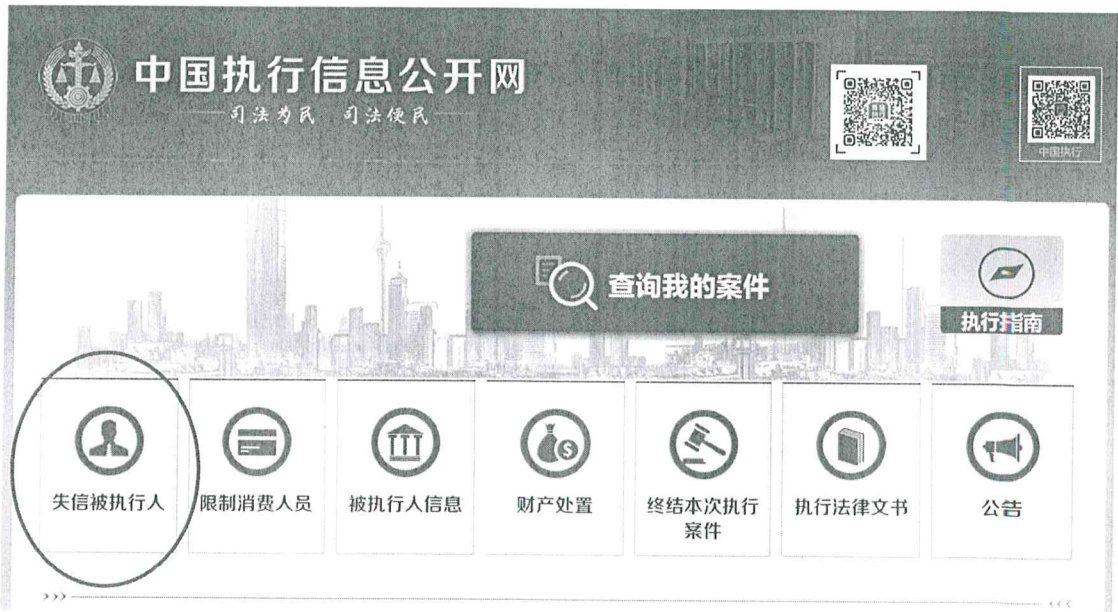 中国执行信息公开网
司法为民 司法便民
中国执行
查询我的案件
执行指南
失信被执行人
限制消费人员
被执行人信息
财产处置
终结本次执行
案件
执行法律文书
公告
>>>
<<<